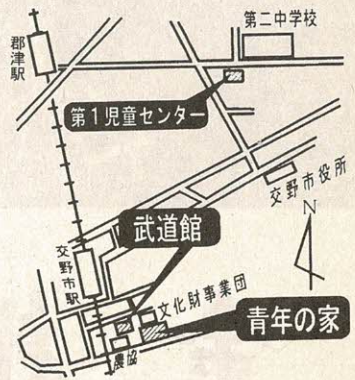 第二中学校
郡津駅
第1児童センター
交野市役所
N
武道館
交野市駅
文化財事業団
青年の家
農協